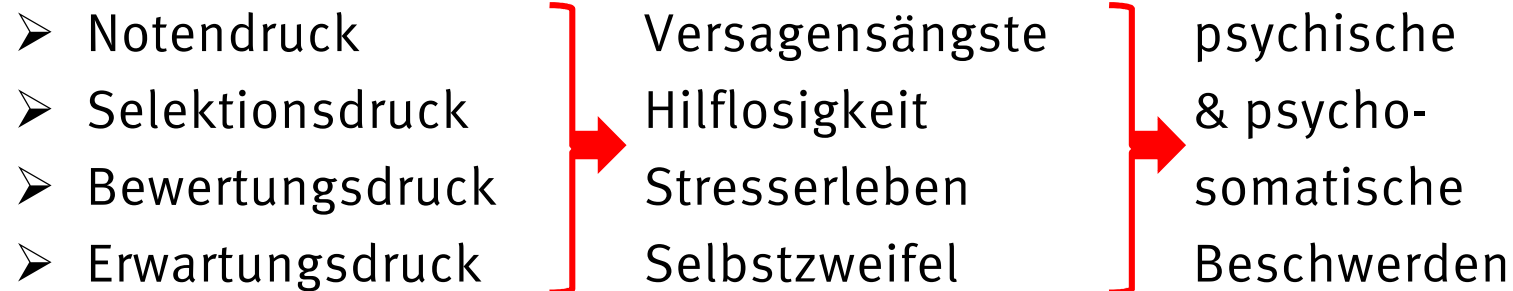 ➢ Notendruck
➢ Selektionsdruck
➢ Bewertungsdruck
➢ Erwartungsdruck
Versagensängste
Hilflosigkeit
Stresserleben
Selbstzweifel
psychische
& psycho-
somatische
Beschwerden